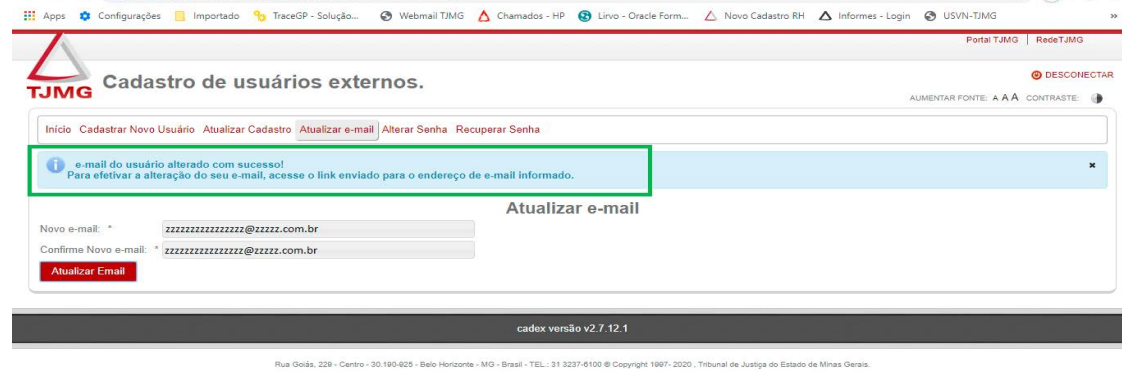 Apps Configurações Importado TraceGP - Solução... Webmail TJMG Chamados - HP Lirvo - Oracle Form... Novo Cadastro RH Informes - Login USVN-TJMG »
Portal TJMG | RedeTJMG
TJMG
Cadastro de usuários externos.
DESCONECTAR
AUMENTAR FONTE: A A A CONTRASTE:
Início Cadastrar Novo Usuário Atualizar Cadastro Atualizar e-mail Alterar Senha Recuperar Senha
e-mail do usuário alterado com sucesso!
Para efetivar a alteração do seu e-mail, acesse o link enviado para o endereço de e-mail informado.
Atualizar e-mail
Novo e-mail: * zzzzzzzzzzzzzzzz@zzzzz.com.br
Confirme Novo e-mail: * zzzzzzzzzzzzzzzz@zzzzz.com.br
Atualizar Email
cadex versão v2.7.12.1
Rua Goiás, 229 - Centro - 30.190-925 - Belo Horizonte - MG - Brasil - TEL.: 31 3237-6100 © Copyright 1997- 2020 , Tribunal de Justiça do Estado de Minas Gerais.